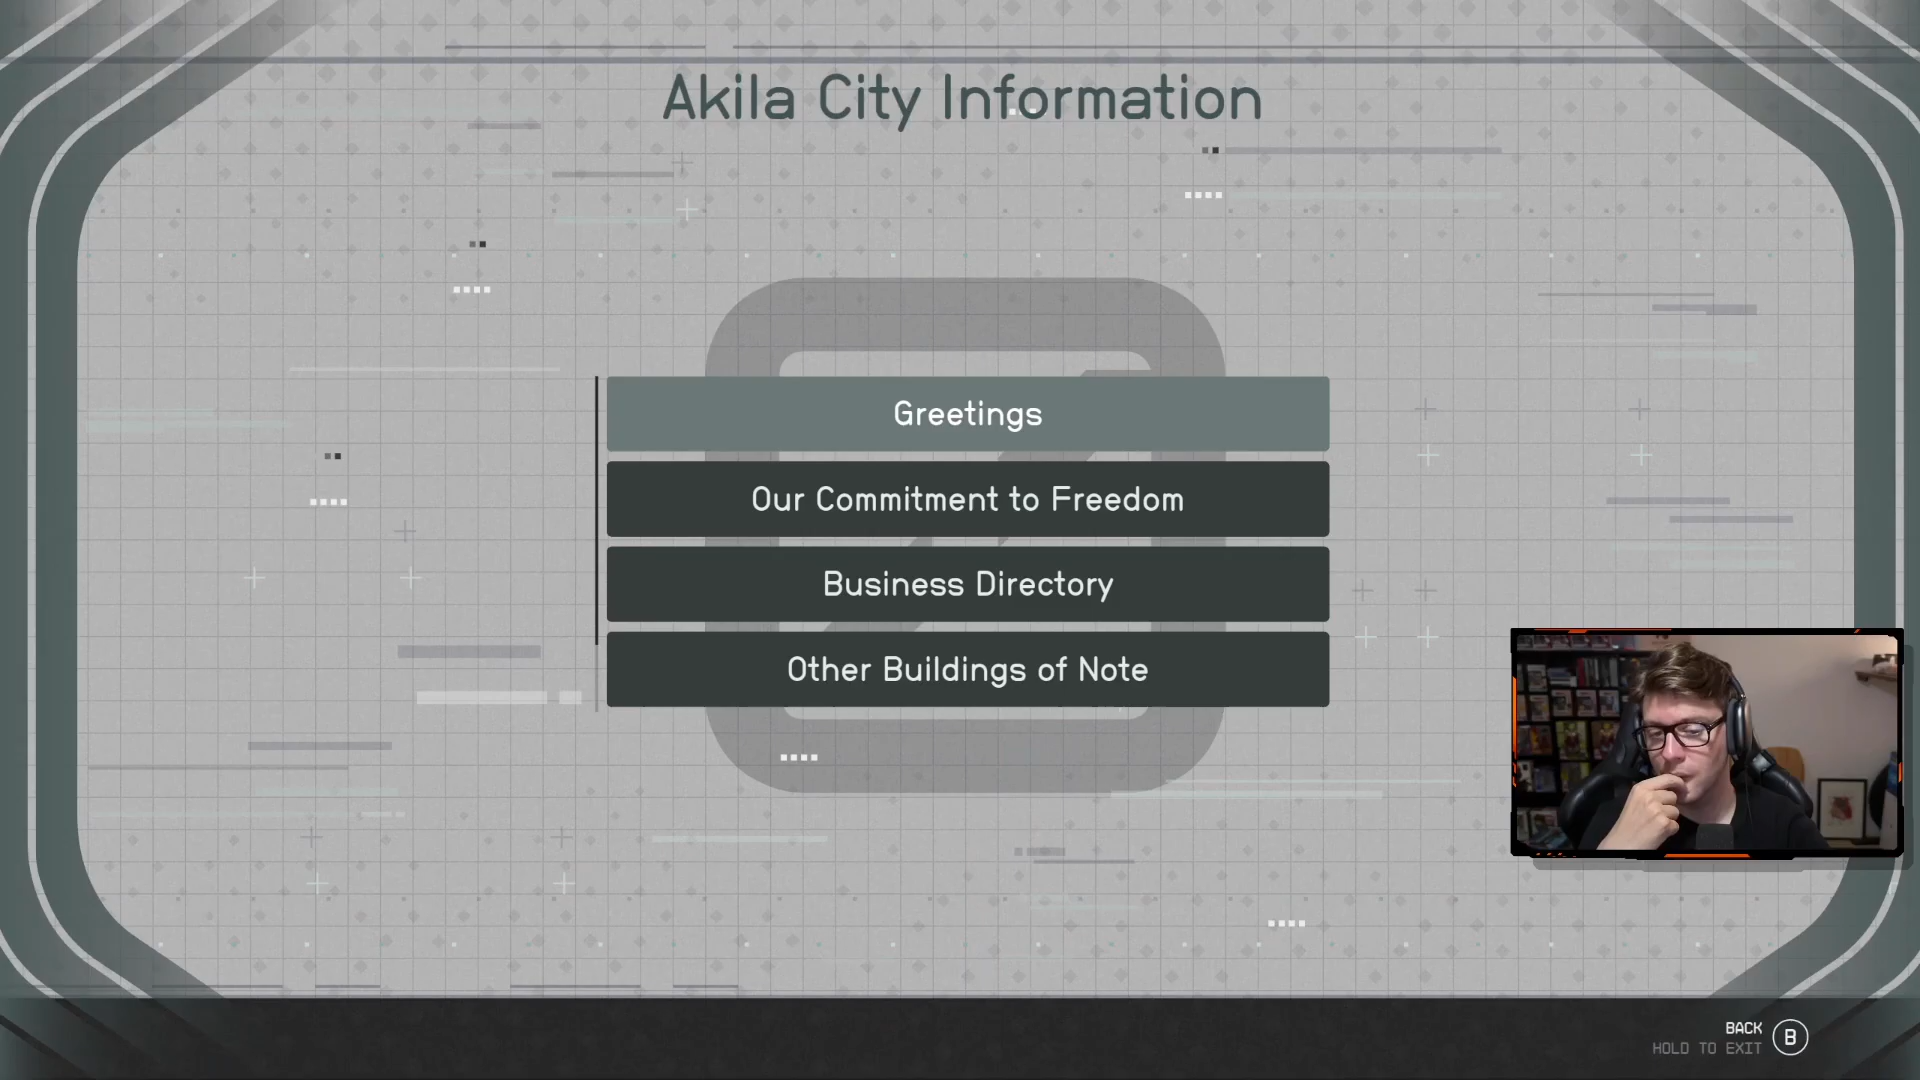 Akila City Information
Greetings
Our Commitment to Freedom
Business Directory
Other Buildings of Note
BACK
HOLD TO EXIT
B